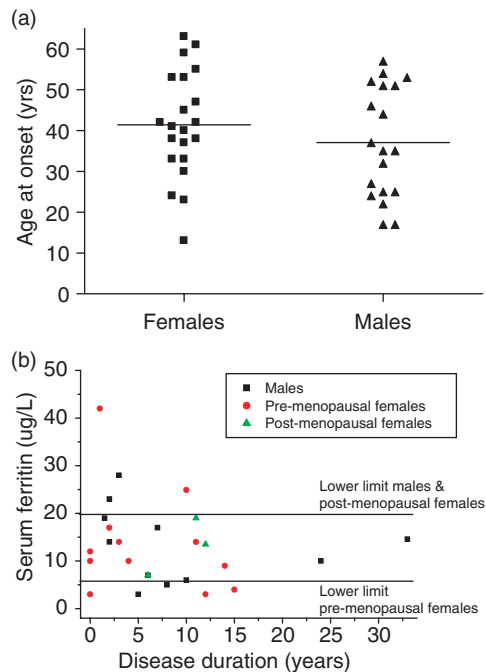 (a)
60
50
40
30
20
10
0
Age at onset (yrs)
Females Males
(b)
50
40
30
20
10
0
Serum ferritin (ug/L)
Males
Pre-menopausal females
Post-menopausal females
Lower limit males &
post-menopausal females
Lower limit
pre-menopausal females
0 5 10 15 20 25 30
Disease duration (years)